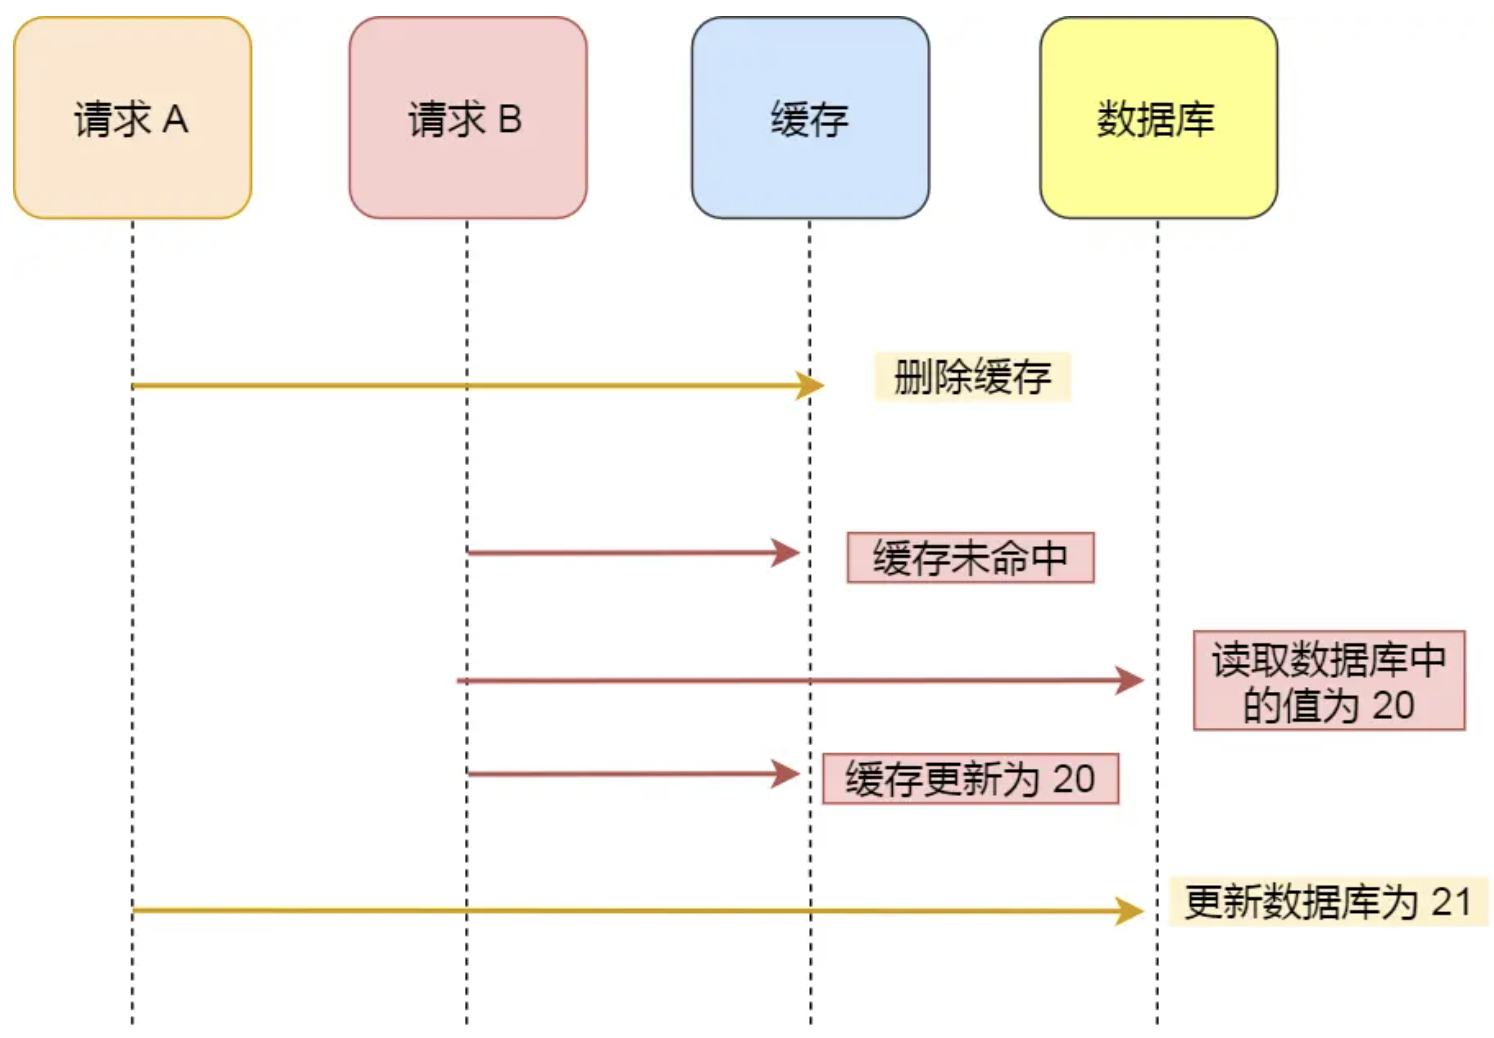 请求 A
请求 B
缓存
数据库
删除缓存
缓存未命中
读取数据库中
的值为 20
缓存更新为 20
更新数据库为 21